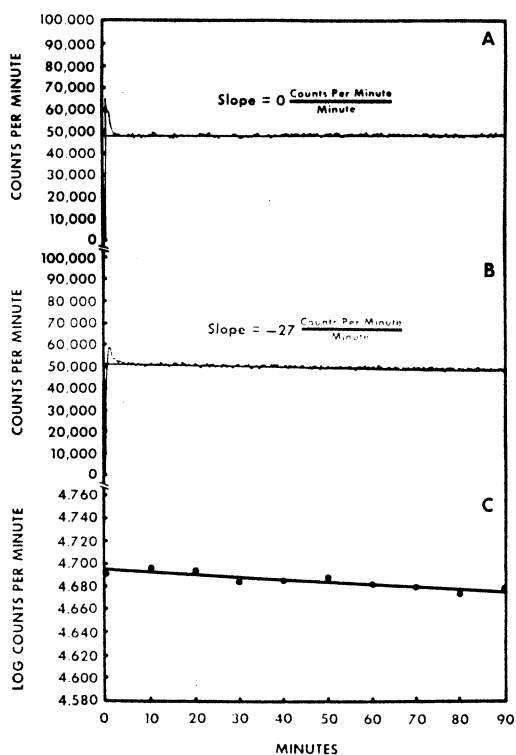 100,000
90,000
80,000
70,000
60,000
50,000
40,000
30,000
20,000
10,000
0
COUNTS PER MINUTE
A
Slope = 0 Counts Per Minute
Minute
100,000
90,000
80,000
70,000
60,000
50,000
40,000
30,000
20,000
10,000
0
COUNTS PER MINUTE
B
Slope = –27 Counts Per Minute
Minute
4.760
4.740
4.720
4.700
4.680
4.660
4.640
4.620
4.600
4.580
LOG COUNTS PER MINUTE
C
0 10 20 30 40 50 60 70 80 90
MINUTES